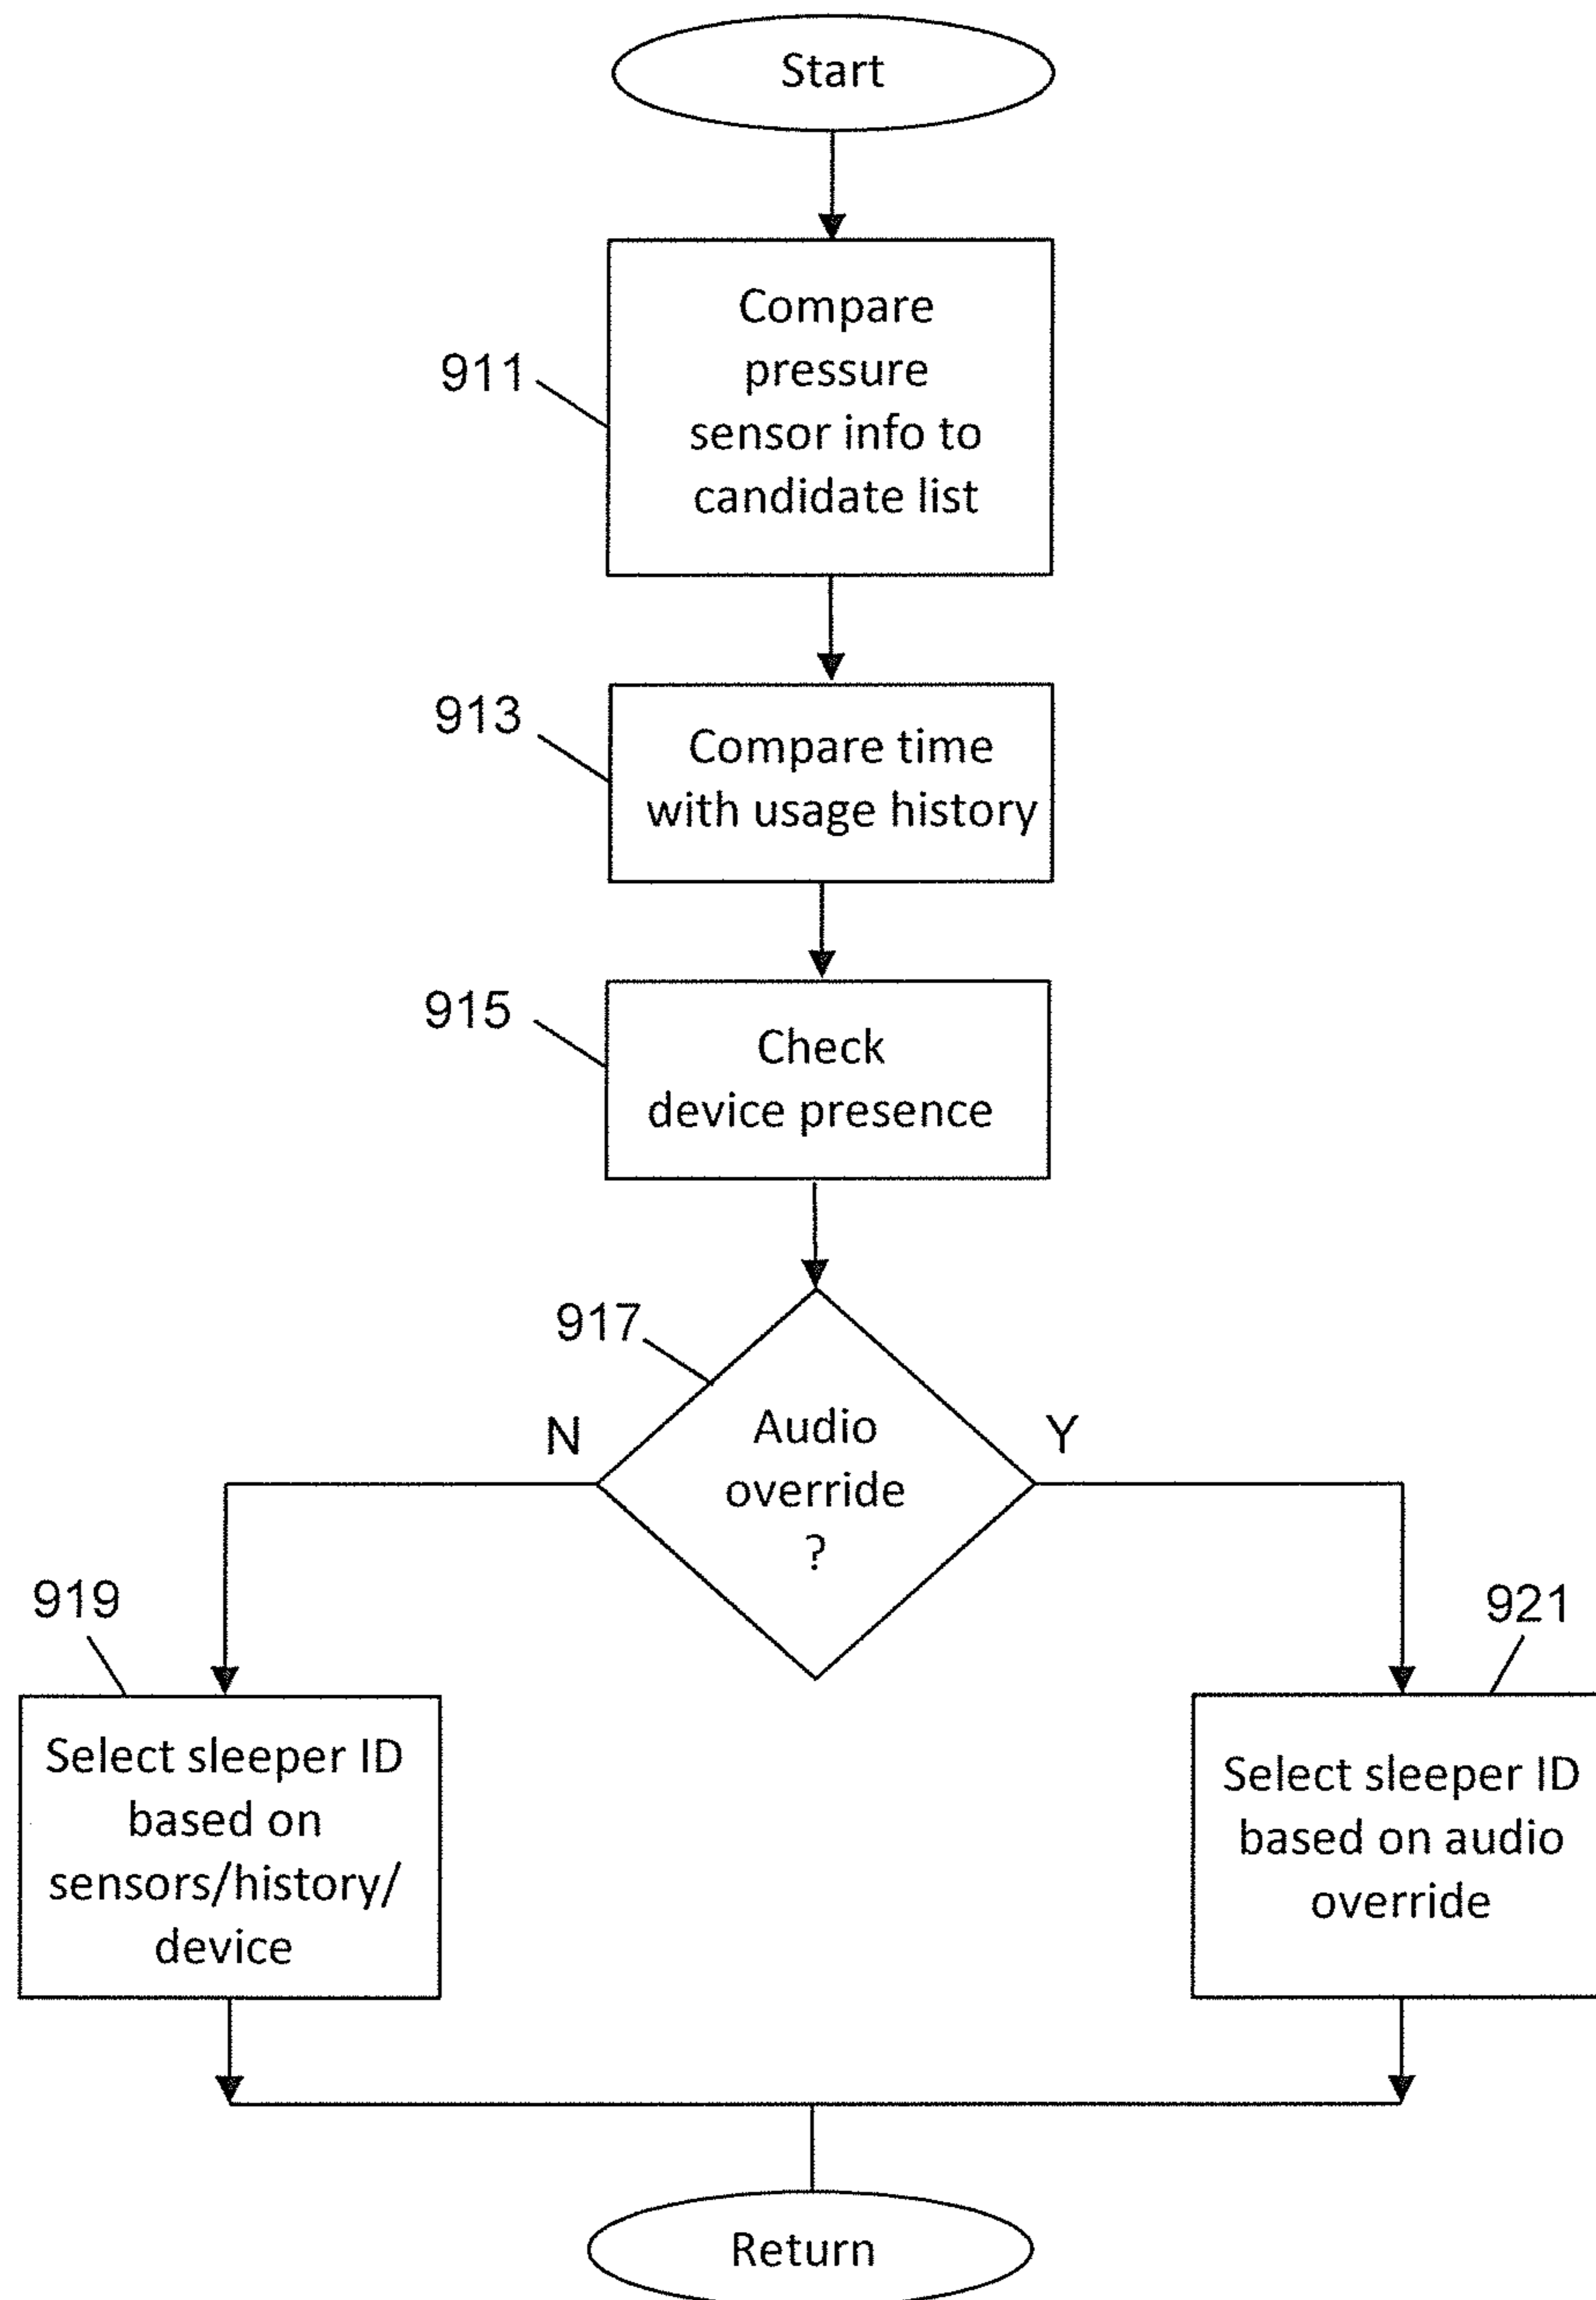 Start
911
Compare
pressure
sensor info to
candidate list
913
Compare time
with usage history
915
Check
device presence
917
Audio
override
?
N
Y
919
Select sleeper ID
based on
sensors/history/
device
921
Select sleeper ID
based on audio
override
Return